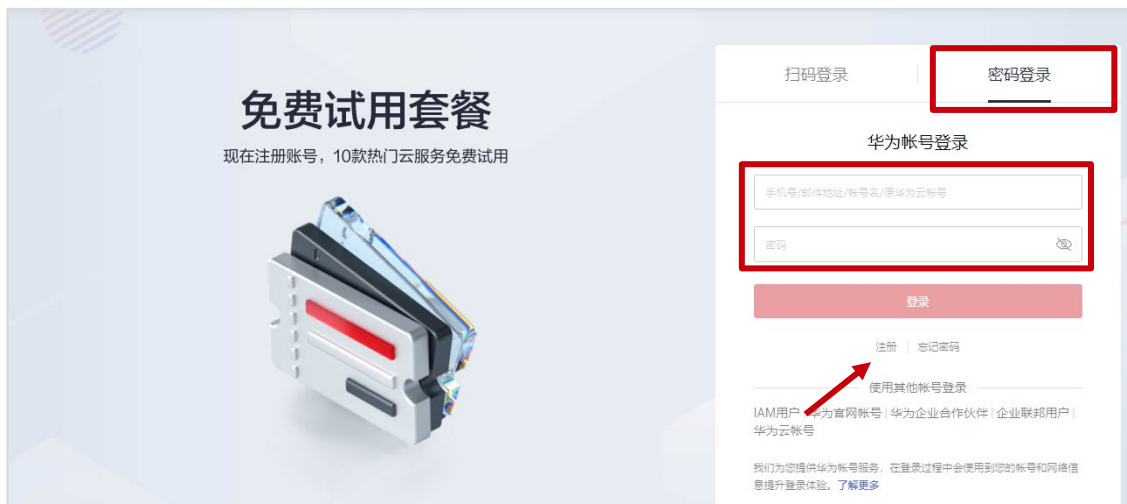 免费试用套餐
现在注册账号，10款热门云服务免费试用
扫码登录
密码登录
华为帐号登录
手机号/邮件地址/帐号名/原华为云帐号
密码
登录
注册 | 忘记密码
使用其他帐号登录
IAM用户 华为官网帐号 | 华为企业合作伙伴 | 企业联邦用户 |
华为云帐号
我们为您提供华为帐号服务，在登录过程中会使用到您的帐号和网络信
息提升登录体验。了解更多